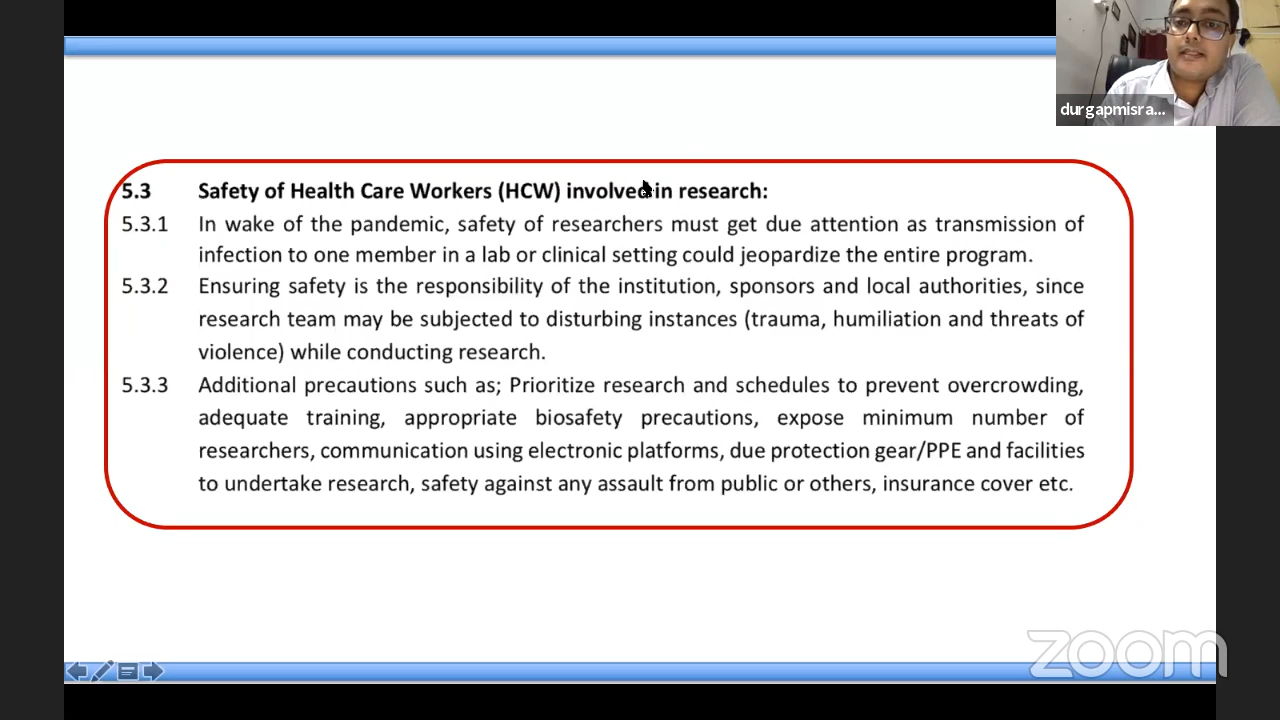 durgapmisra...
5.3 Safety of Health Care Workers (HCW) involved in research:
5.3.1 In wake of the pandemic, safety of researchers must get due attention as transmission of
infection to one member in a lab or clinical setting could jeopardize the entire program.
5.3.2 Ensuring safety is the responsibility of the institution, sponsors and local authorities, since
research team may be subjected to disturbing instances (trauma, humiliation and threats of
violence) while conducting research.
5.3.3 Additional precautions such as; Prioritize research and schedules to prevent overcrowding,
adequate training, appropriate biosafety precautions, expose minimum number of
researchers, communication using electronic platforms, due protection gear/PPE and facilities
to undertake research, safety against any assault from public or others, insurance cover etc.
zoom